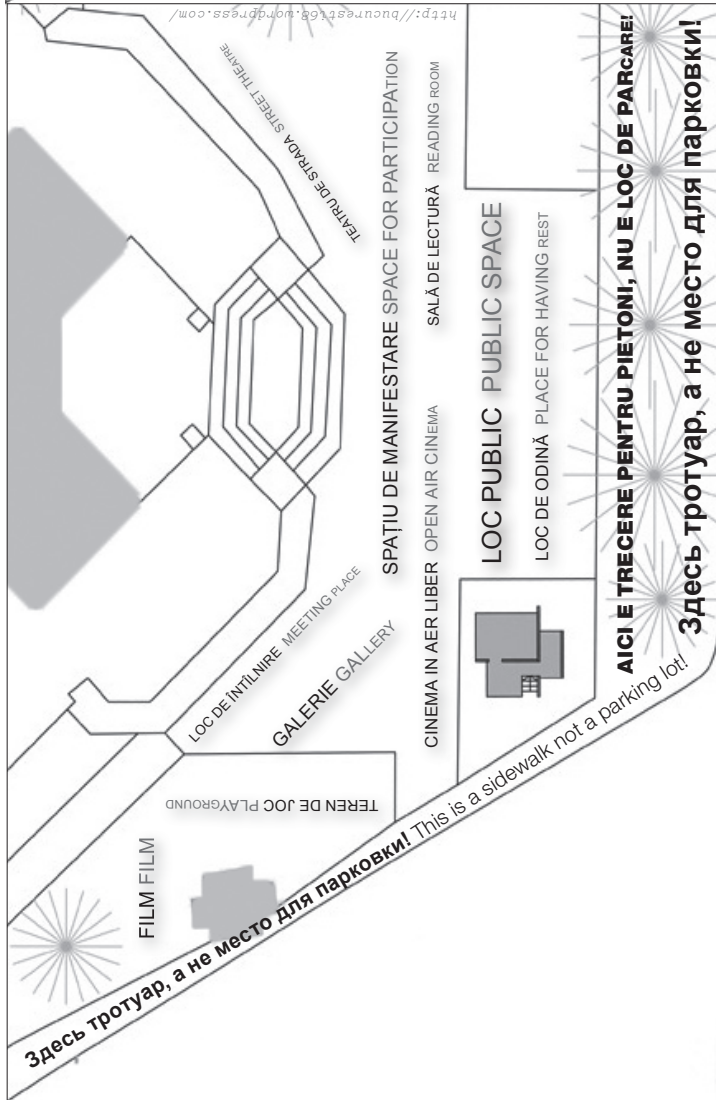 http://bucuresti68.wordpress.com/
TEATRU DE STRADA STREET THEATRE
SPAȚIU DE MANIFESTARE SPACE FOR PARTICIPATION
SALĂ DE LECTURĂ READING ROOM
LOC DE ÎNTÎLNIRE MEETING PLACE
GALERIE GALLERY
CINEMA IN AER LIBER OPEN AIR CINEMA
LOC PUBLIC PUBLIC SPACE
LOC DE ODINĂ PLACE FOR HAVING REST
TEREN DE JOC PLAYGROUND
FILM FILM
AICI E TRECERE PENTRU PIETONI, NU E LOC DE PARCARE!
Здесь тротуар, а не место для парковки!
Здесь тротуар, а не место для парковки! This is a sidewalk not a parking lot!